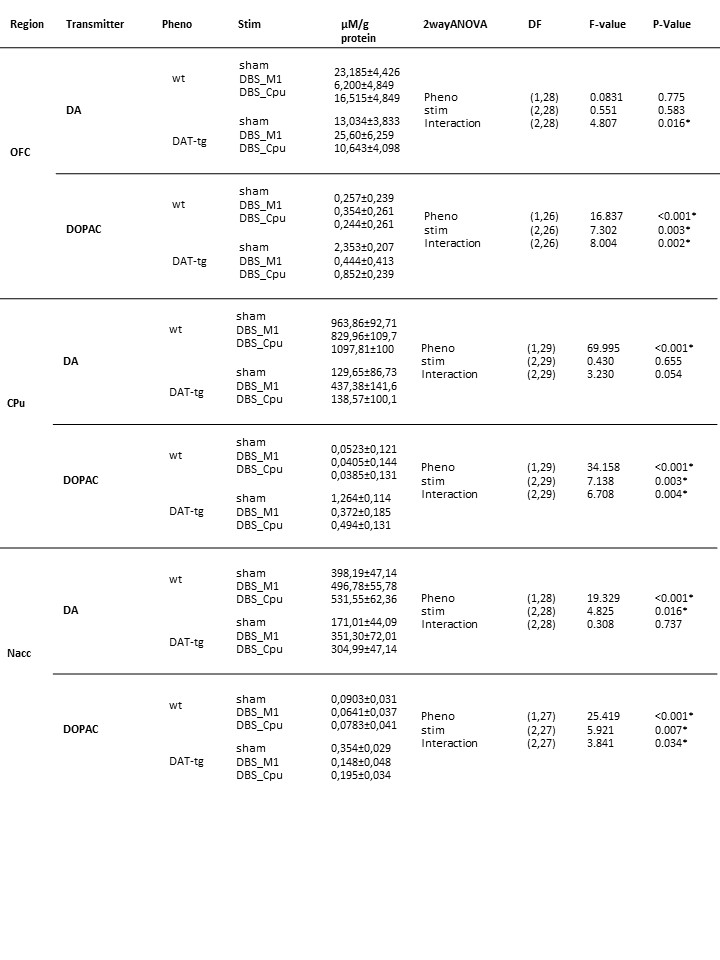 Region Transmitter Pheno Stim µM/g protein 2wayANOVA DF F-value P-Value
OFC
DA
wt
sham 23,185±4,426
DBS_M1 6,200±4,849
DBS_Cpu 16,515±4,849
DAT-tg
sham 13,034±3,833
DBS_M1 25,60±6,259
DBS_Cpu 10,643±4,098
Pheno (1,28) 0.0831 0.775
stim (2,28) 0.551 0.583
Interaction (2,28) 4.807 0.016*
DOPAC
wt
sham 0,257±0,239
DBS_M1 0,354±0,261
DBS_Cpu 0,244±0,261
DAT-tg
sham 2,353±0,207
DBS_M1 0,444±0,413
DBS_Cpu 0,852±0,239
Pheno (1,26) 16.837 <0.001*
stim (2,26) 7.302 0.003*
Interaction (2,26) 8.004 0.002*
CPu
DA
wt
sham 963,86±92,71
DBS_M1 829,96±109,7
DBS_Cpu 1097,81±100
DAT-tg
sham 129,65±86,73
DBS_M1 437,38±141,6
DBS_Cpu 138,57±100,1
Pheno (1,29) 69.995 <0.001*
stim (2,29) 0.430 0.655
Interaction (2,29) 3.230 0.054
DOPAC
wt
sham 0,0523±0,121
DBS_M1 0,0405±0,144
DBS_Cpu 0,0385±0,131
DAT-tg
sham 1,264±0,114
DBS_M1 0,372±0,185
DBS_Cpu 0,494±0,131
Pheno (1,29) 34.158 <0.001*
stim (2,29) 7.138 0.003*
Interaction (2,29) 6.708 0.004*
Nacc
DA
wt
sham 398,19±47,14
DBS_M1 496,78±55,78
DBS_Cpu 531,55±62,36
DAT-tg
sham 171,01±44,09
DBS_M1 351,30±72,01
DBS_Cpu 304,99±47,14
Pheno (1,28) 19.329 <0.001*
stim (2,28) 4.825 0.016*
Interaction (2,28) 0.308 0.737
DOPAC
wt
sham 0,0903±0,031
DBS_M1 0,0641±0,037
DBS_Cpu 0,0783±0,041
DAT-tg
sham 0,354±0,029
DBS_M1 0,148±0,048
DBS_Cpu 0,195±0,034
Pheno (1,27) 25.419 <0.001*
stim (2,27) 5.921 0.007*
Interaction (2,27) 3.841 0.034*